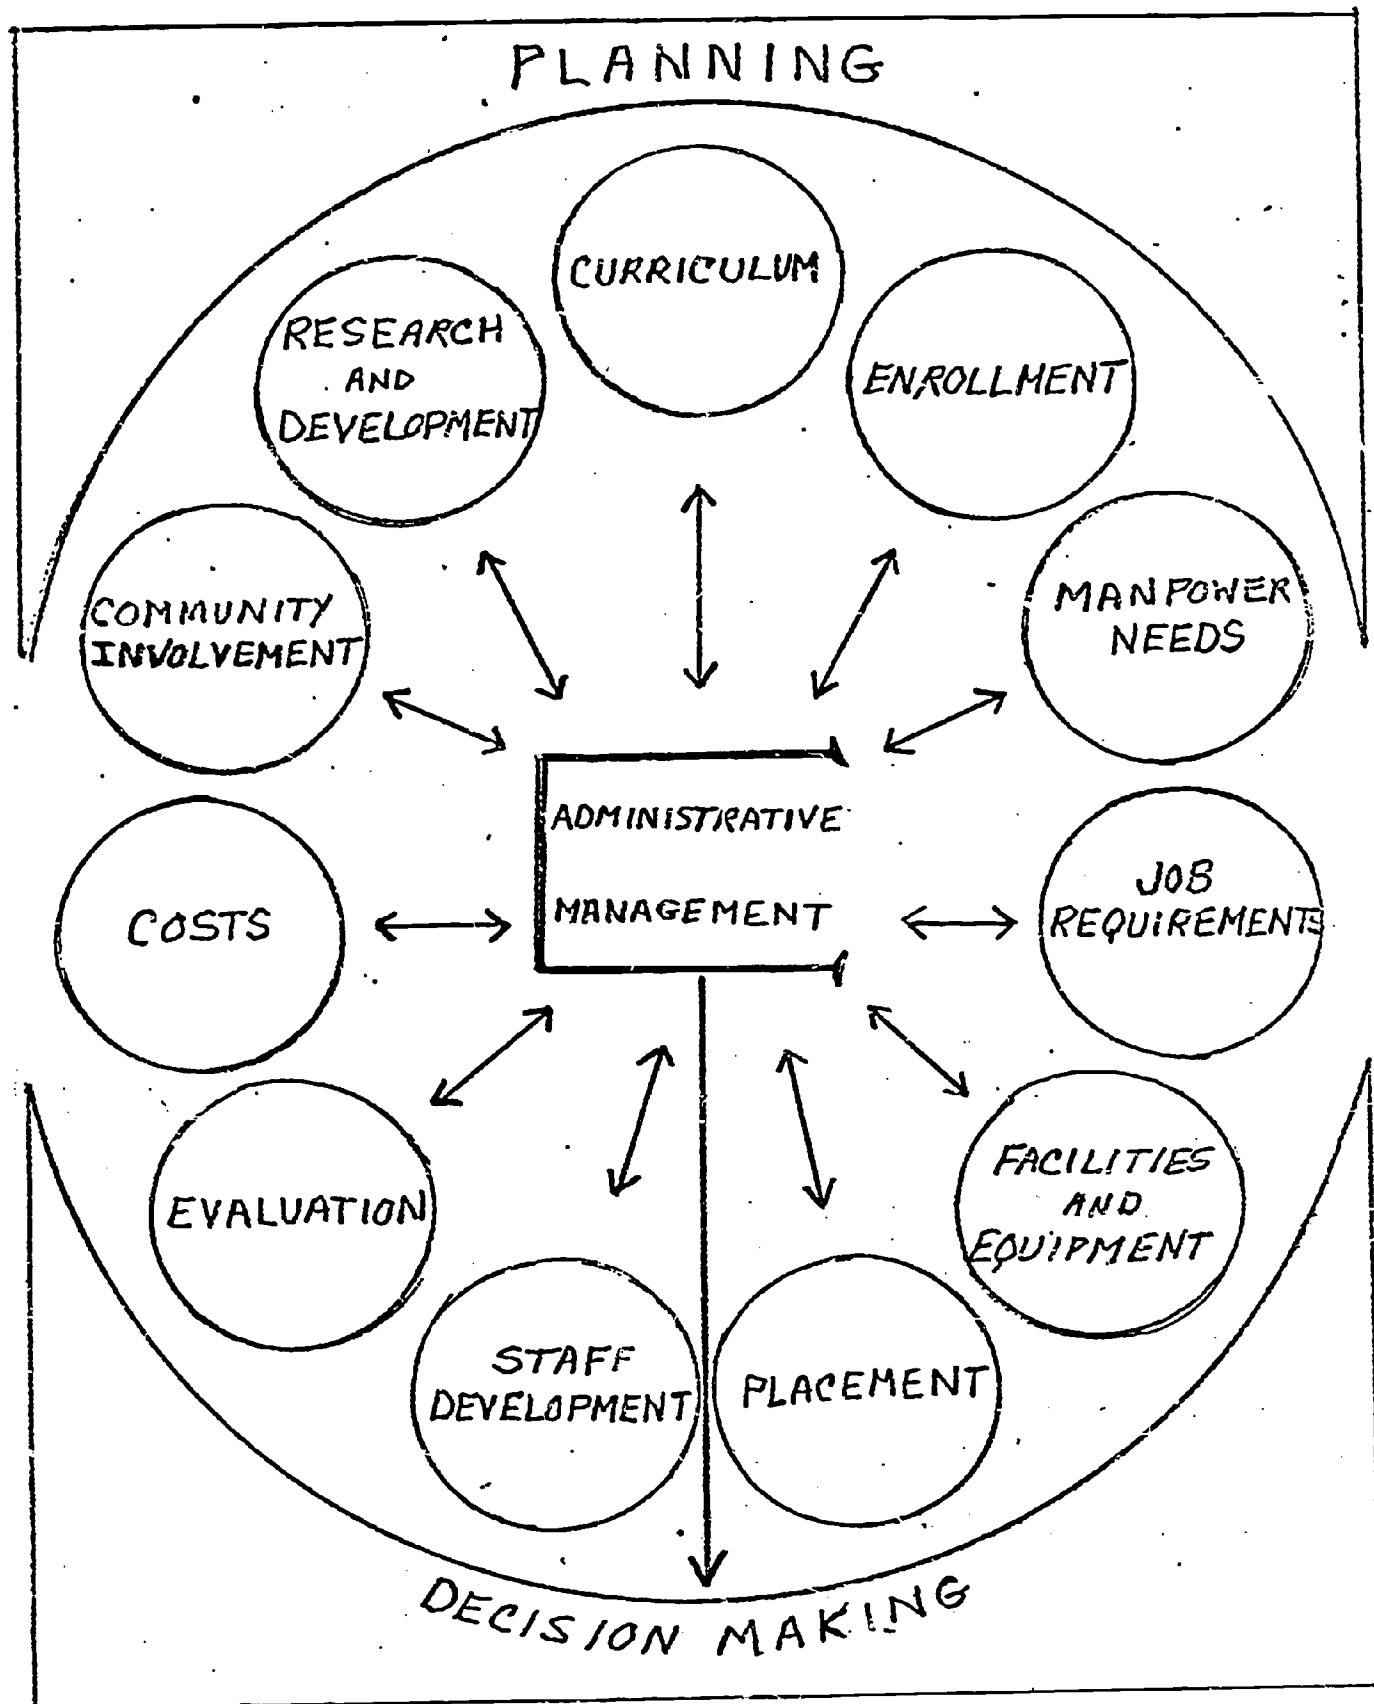 PLANNING
CURRICULUM
RESEARCH
AND
DEVELOPMENT
ENROLLMENT
COMMUNITY
INVOLVEMENT
MANPOWER
NEEDS
ADMINISTRATIVE
MANAGEMENT
COSTS
JOB
REQUIREMENTS
EVALUATION
FACILITIES
AND
EQUIPMENT
STAFF
DEVELOPMENT
PLACEMENT
DECISION MAKING